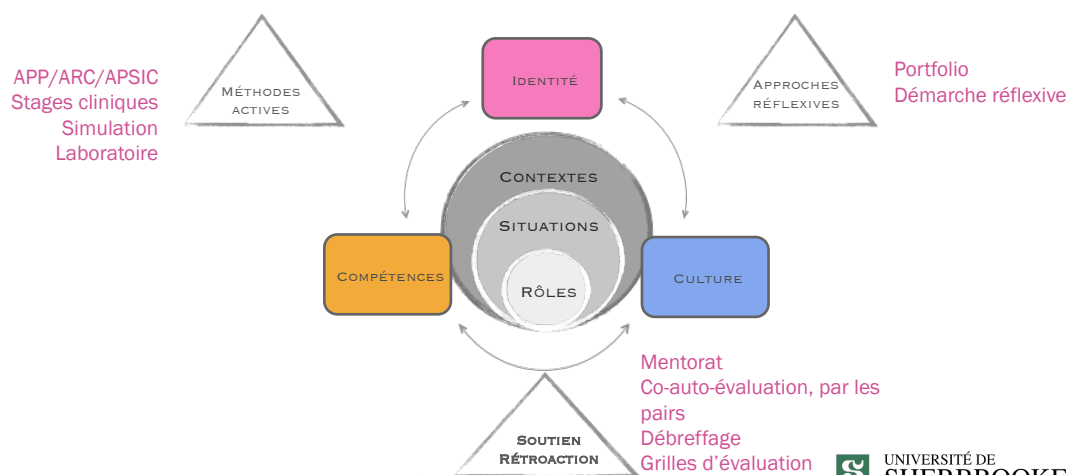 APP/ARC/APSIC
Stages cliniques
Simulation
Laboratoire
MÉTHODES
ACTIVES
IDENTITÉ
APPROCHES
RÉFLEXIVES
Portfolio
Démarche réflexive
CONTEXTES
SITUATIONS
RÔLES
COMPÉTENCES
CULTURE
Mentorat
Co-auto-évaluation, par les
pairs
Débreffage
Grilles d'évaluation
SOUTIEN
RÉTROACTION
UNIVERSITÉ DE
SHERBROOKE